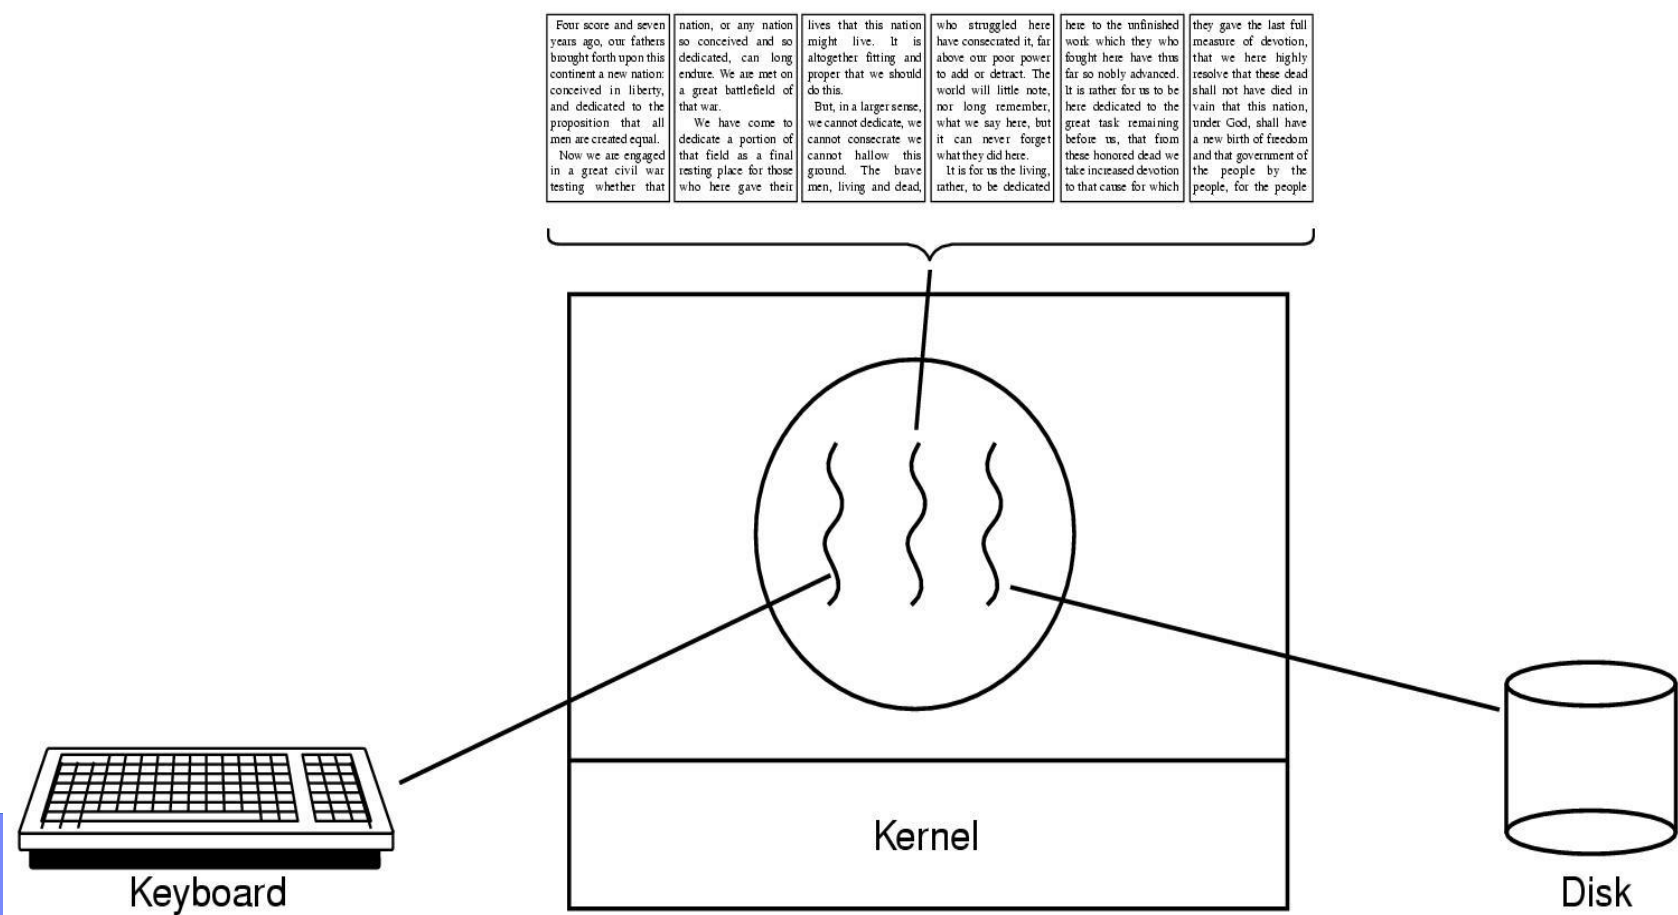 Four score and seven
years ago, our fathers
brought forth upon this
continent a new nation:
conceived in liberty,
and dedicated to the
proposition that all
men are created equal.
Now we are engaged
in a great civil war
testing whether that
nation, or any nation
so conceived and so
dedicated, can long
endure. We are met on
a great battlefield of
that war.
We have come to
dedicate a portion of
that field as a final
resting place for those
who here gave their
lives that this nation
might live. It is
altogether fitting and
proper that we should
do this.
But, in a larger sense,
we cannot dedicate, we
cannot consecrate we
cannot hallow this
ground. The brave
men, living and dead,
who struggled here
have consecrated it, far
above our poor power
to add or detract. The
world will little note,
nor long remember,
what we say here, but
it can never forget
what they did here.
It is for us the living,
rather, to be dedicated
here to the unfinished
work which they who
fought here have thus
far so nobly advanced.
It is rather for us to be
here dedicated to the
great task remaining
before us, that from
these honored dead we
take increased devotion
to that cause for which
they gave the last full
measure of devotion,
that we here highly
resolve that these dead
shall not have died in
vain that this nation,
under God, shall have
a new birth of freedom
and that government of
the people by the
people, for the people
Kernel
Keyboard
Disk